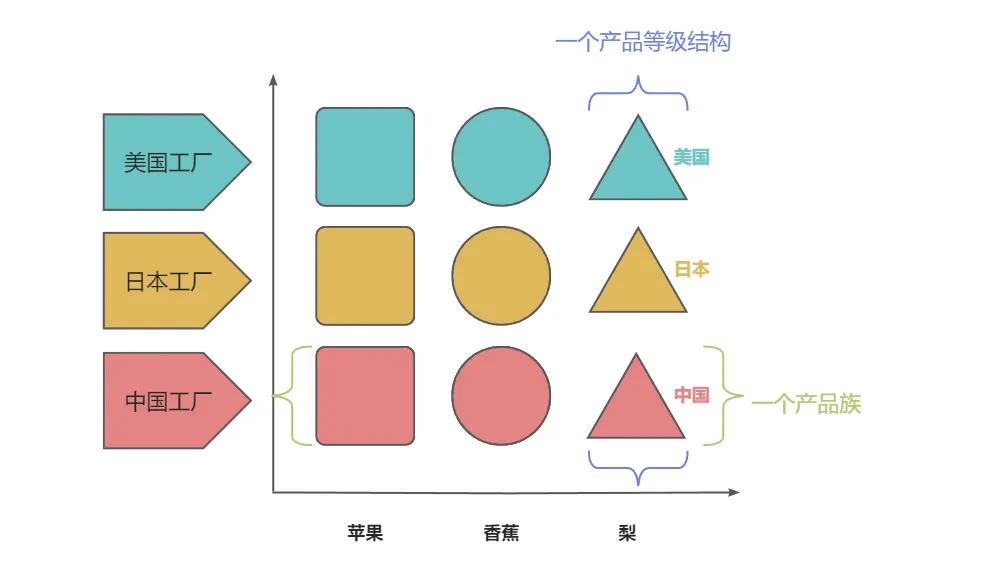 一个产品等级结构
美国工厂
美国
日本工厂
日本
中国工厂
中国
一个产品族
苹果
香蕉
梨